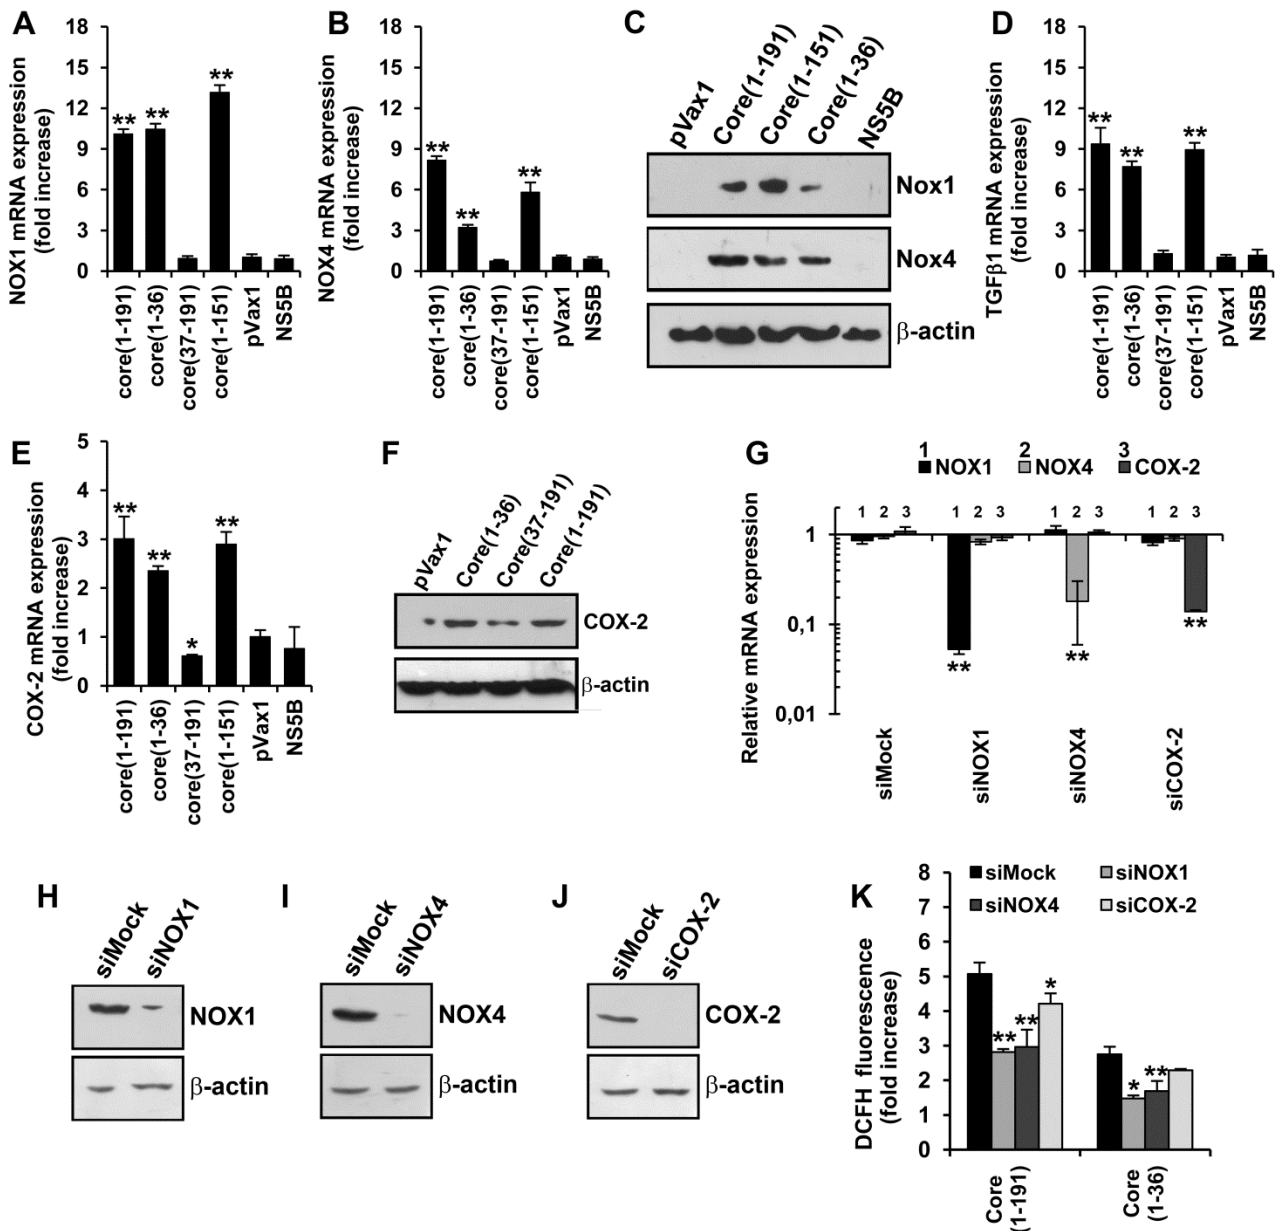 A
NOX1 mRNA expression
(fold increase)
18
15
12
9
6
3
0
**
**
**
core(1-191)
core(1-36)
core(37-191)
core(1-151)
pVax1
NS5B
B
NOX4 mRNA expression
(fold increase)
18
15
12
9
6
3
0
**
**
**
core(1-191)
core(1-36)
core(37-191)
core(1-151)
pVax1
NS5B
C
pVax1
Core(1-191)
Core(1-151)
Core(1-36)
NS5B
Nox1
Nox4
β-actin
D
TGFβ1 mRNA expression
(fold increase)
18
15
12
9
6
3
0
**
**
**
core(1-191)
core(1-36)
core(37-191)
core(1-151)
pVax1
NS5B
E
COX-2 mRNA expression
(fold increase)
5
4
3
2
1
0
**
**
*
**
core(1-191)
core(1-36)
core(37-191)
core(1-151)
pVax1
NS5B
F
pVax1
Core(1-36)
Core(37-191)
Core(1-191)
COX-2
β-actin
G
1 2 3
NOX1 NOX4 COX-2
Relative mRNA expression
1
0,1
0,01
1 2 3 1 2 3 1 2 3 1 2 3
**
**
**
siMock
siNOX1
siNOX4
siCOX-2
H
siMock
siNOX1
NOX1
β-actin
I
siMock
siNOX4
NOX4
β-actin
J
siMock
siCOX-2
COX-2
β-actin
K
DCFH fluorescence
(fold increase)
8
7
6
5
4
3
2
1
0
siMock siNOX1
siNOX4 siCOX-2
**
**
*
*
**
Core
(1-191)
Core
(1-36)